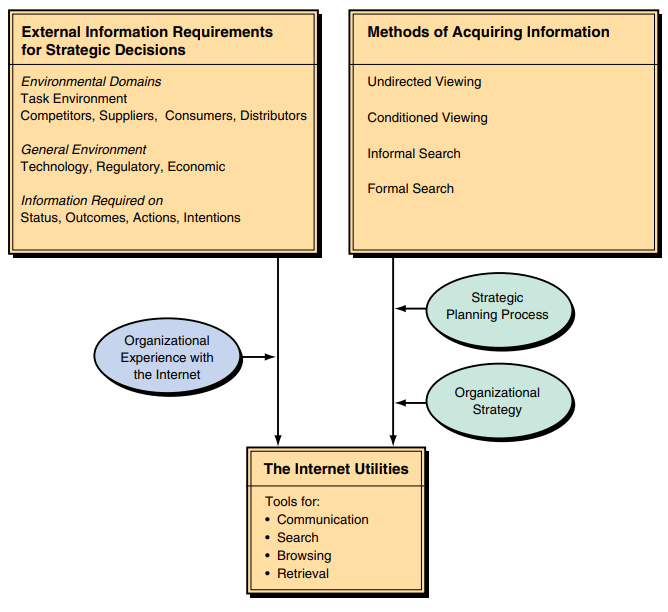 External Information Requirements
for Strategic Decisions
Environmental Domains
Task Environment
Competitors, Suppliers, Consumers, Distributors
General Environment
Technology, Regulatory, Economic
Information Required on
Status, Outcomes, Actions, Intentions
Methods of Acquiring Information
Undirected Viewing
Conditioned Viewing
Informal Search
Formal Search
Strategic
Planning Process
Organizational
Experience with
the Internet
Organizational
Strategy
The Internet Utilities
Tools for:
• Communication
• Search
• Browsing
• Retrieval